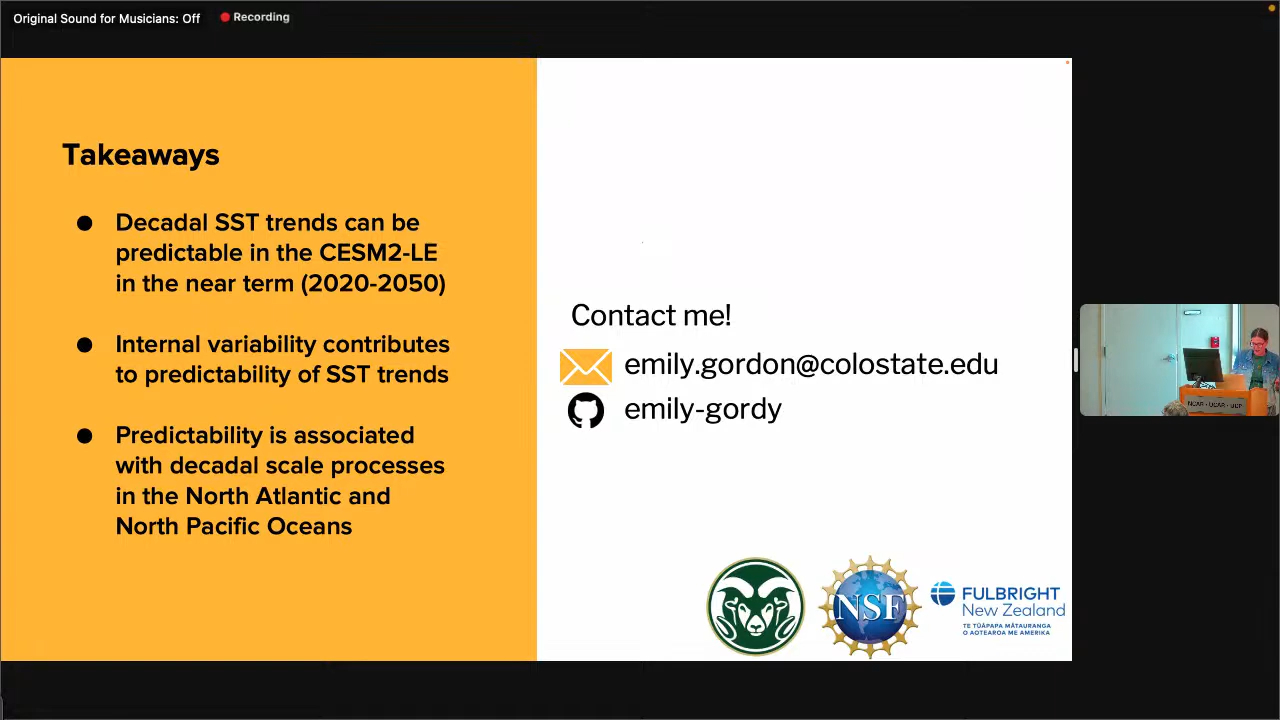 Original Sound for Musicians: Off
Recording
Takeaways
● Decadal SST trends can be
predictable in the CESM2-LE
in the near term (2020-2050)
● Internal variability contributes
to predictability of SST trends
● Predictability is associated
with decadal scale processes
in the North Atlantic and
North Pacific Oceans
Contact me!
emily.gordon@colostate.edu
emily-gordy
NSF
FULBRIGHT
New Zealand
TE TŪĀPAPA MĀTAURANGA
O AOTEAROA ME AMERIKA
NCAR · UCAR · UCP